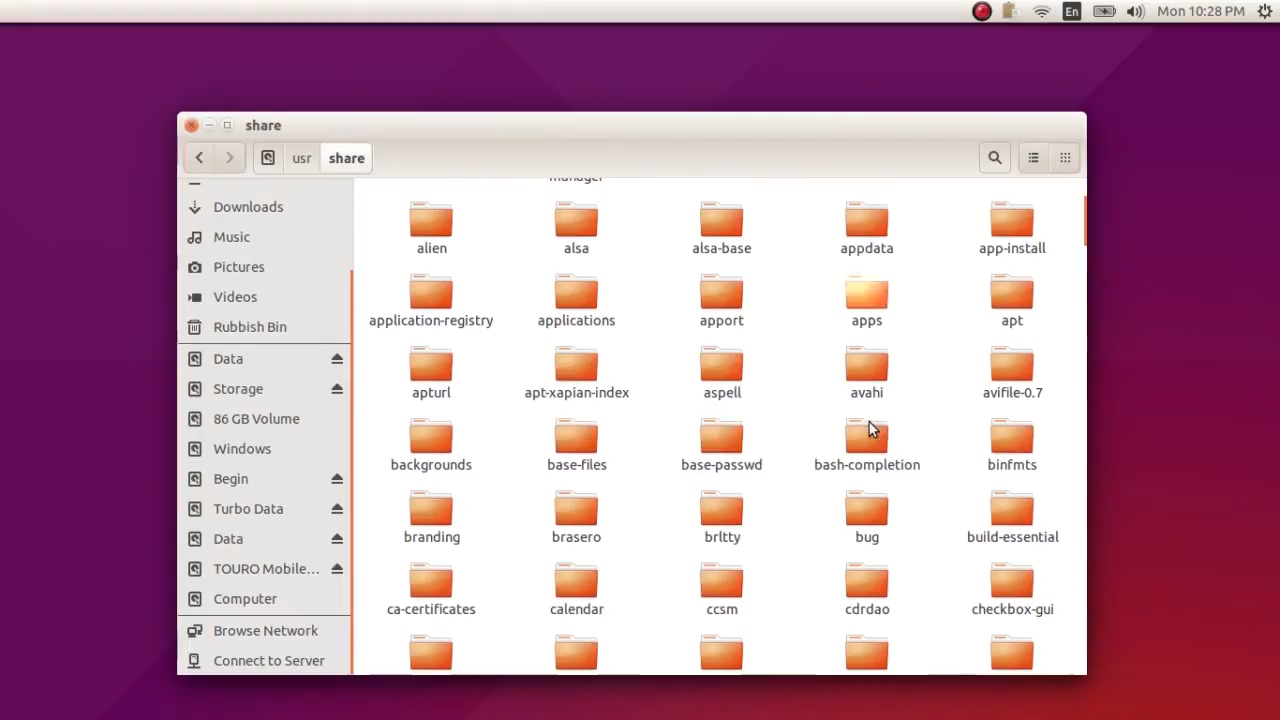 En
Mon 10:28 PM
share
usr
share
Downloads
Music
Pictures
Videos
Rubbish Bin
Data
Storage
86 GB Volume
Windows
Begin
Turbo Data
Data
TOURO Mobile...
Computer
Browse Network
Connect to Server
manager
alien
alsa
alsa-base
appdata
app-install
application-registry
applications
apport
apps
apt
apturl
apt-xapian-index
aspell
avahi
avifile-0.7
backgrounds
base-files
base-passwd
bash-completion
binfmts
branding
brasero
brltty
bug
build-essential
ca-certificates
calendar
ccsm
cdrdao
checkbox-gui